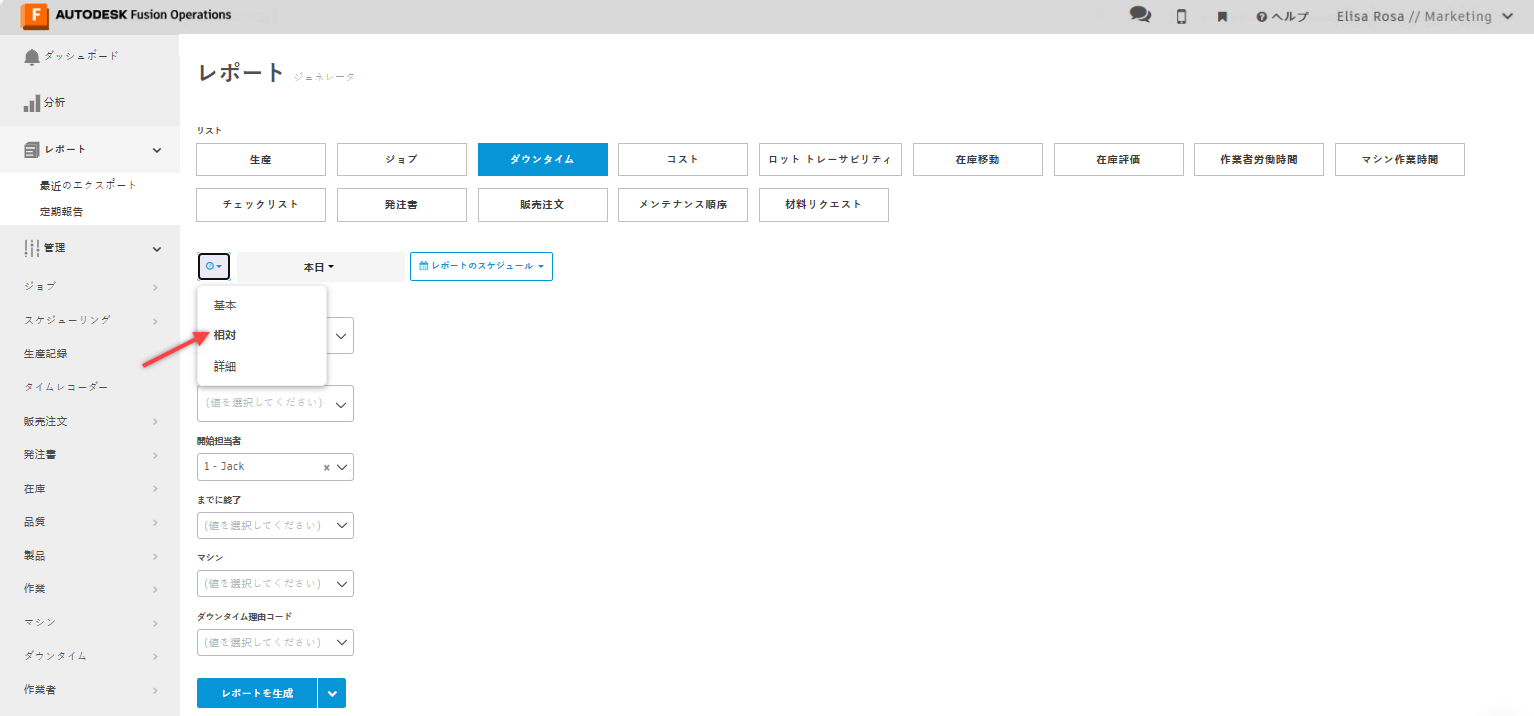 AUTODESK Fusion Operations
ヘルプ
Elisa Rosa // Marketing
ダッシュボード
分析
レポート
最近のエクスポート
定期報告
管理
ジョブ
スケジューリング
生産記録
タイムレコーダー
販売注文
発注書
在庫
品質
製品
作業
マシン
ダウンタイム
作業者
レポート ジェネレータ
リスト
生産 ジョブ ダウンタイム コスト ロット トレーサビリティ 在庫移動 在庫評価 作業者労働時間 マシン作業時間
チェックリスト 発注書 販売注文 メンテナンス順序 材料リクエスト
本日 レポートのスケジュール
基本
相対
詳細
(値を選択してください)
開始担当者
1 - Jack
までに終了
(値を選択してください)
マシン
(値を選択してください)
ダウンタイム理由コード
(値を選択してください)
レポートを生成